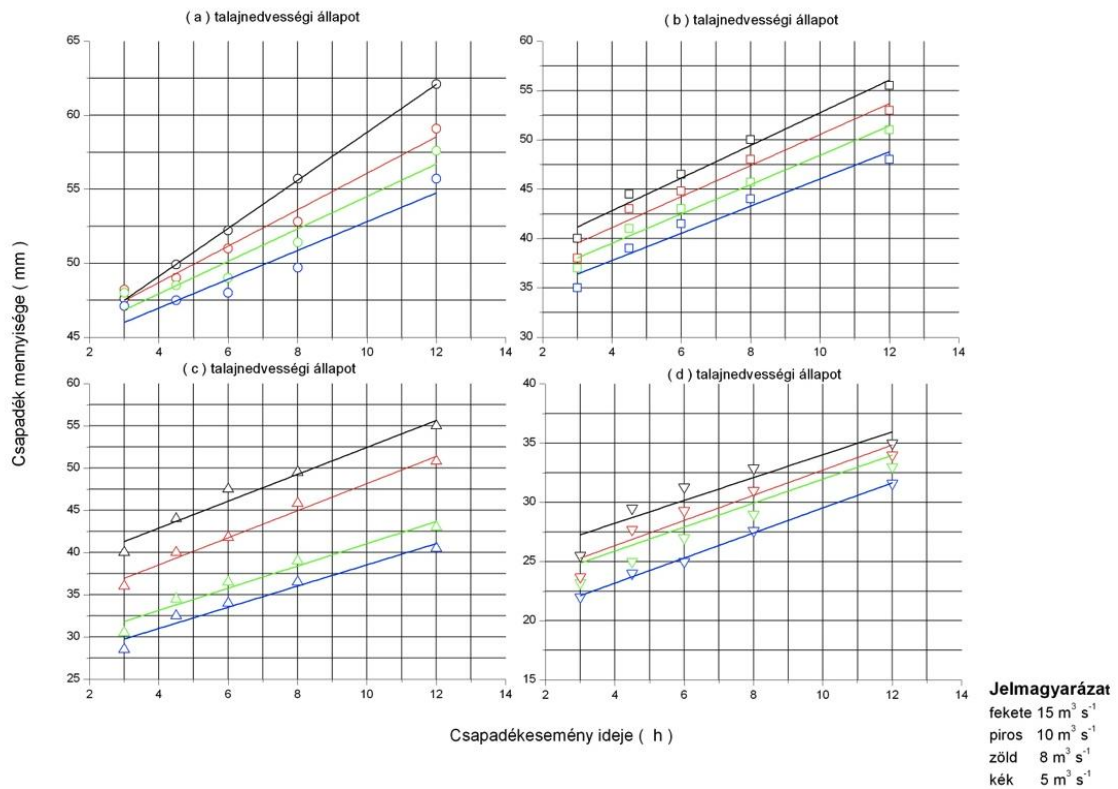 ( a ) talajnedvességi állapot
65
60
55
50
45
2 4 6 8 10 12 14
( b ) talajnedvességi állapot
60
55
50
45
40
35
30
2 4 6 8 10 12 14
( c ) talajnedvességi állapot
60
55
50
45
40
35
30
25
2 4 6 8 10 12 14
( d ) talajnedvességi állapot
40
35
30
25
20
15
2 4 6 8 10 12 14
Csapadék mennyisége ( mm )
Csapadékesemény ideje ( h )
Jelmagyarázat
fekete 15 m³ s⁻¹
piros 10 m³ s⁻¹
zöld 8 m³ s⁻¹
kék 5 m³ s⁻¹